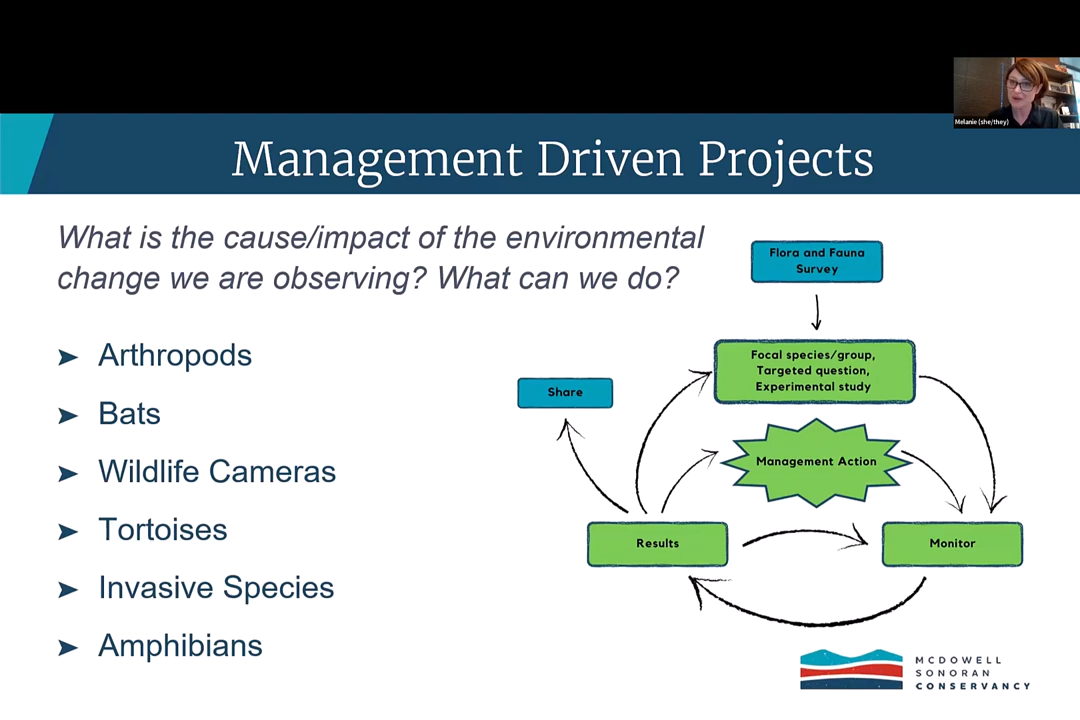 Melanie (she/they)
Management Driven Projects
What is the cause/impact of the environmental
change we are observing? What can we do?
Arthropods
Bats
Wildlife Cameras
Tortoises
Invasive Species
Amphibians
Flora and Fauna
Survey
Focal species/group,
Targeted question,
Experimental study
Share
Management Action
Results
Monitor
MCDOWELL
SONORAN
CONSERVANCY